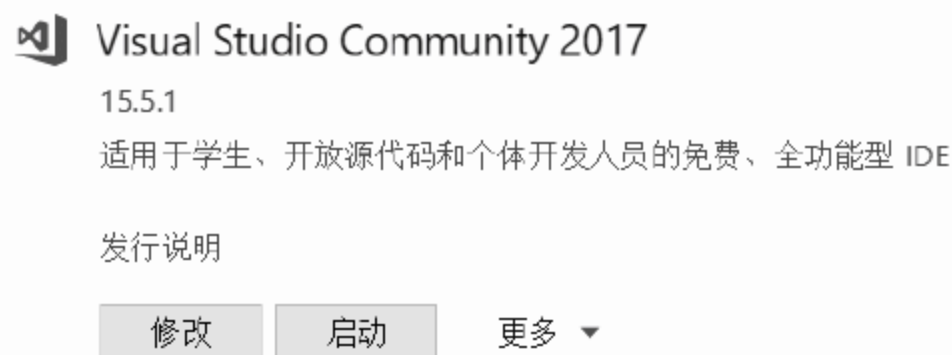 Visual Studio Community 2017
15.5.1
适用于学生、开放源代码和个体开发人员的免费、全功能型 IDE
发行说明
修改 启动 更多